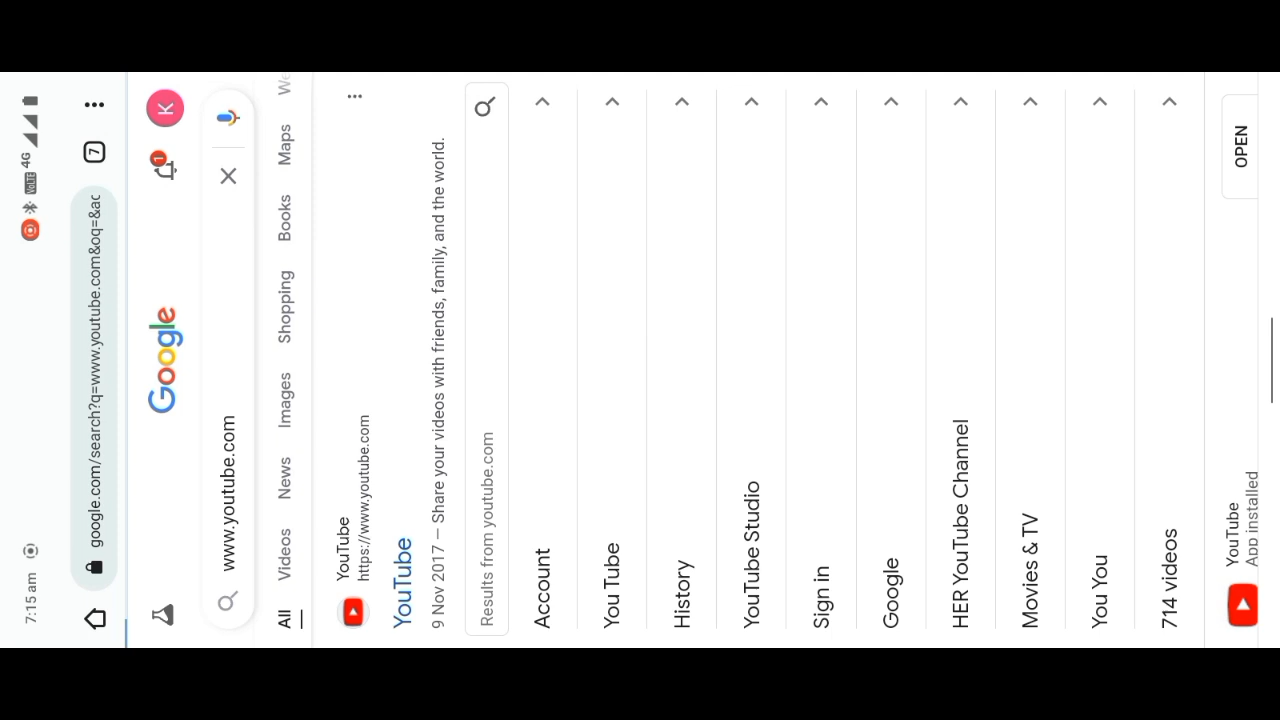 7:15 am
VoLTE 4G
google.com/search?q=www.youtube.com&oq=&ac
7
Google
1
K
www.youtube.com
All Videos News Images Shopping Books Maps We
YouTube
https://www.youtube.com
YouTube
9 Nov 2017 — Share your videos with friends, family, and the world.
Results from youtube.com
Account
You Tube
History
YouTube Studio
Sign in
Google
HER YouTube Channel
Movies & TV
You You
714 videos
YouTube
App installed
OPEN